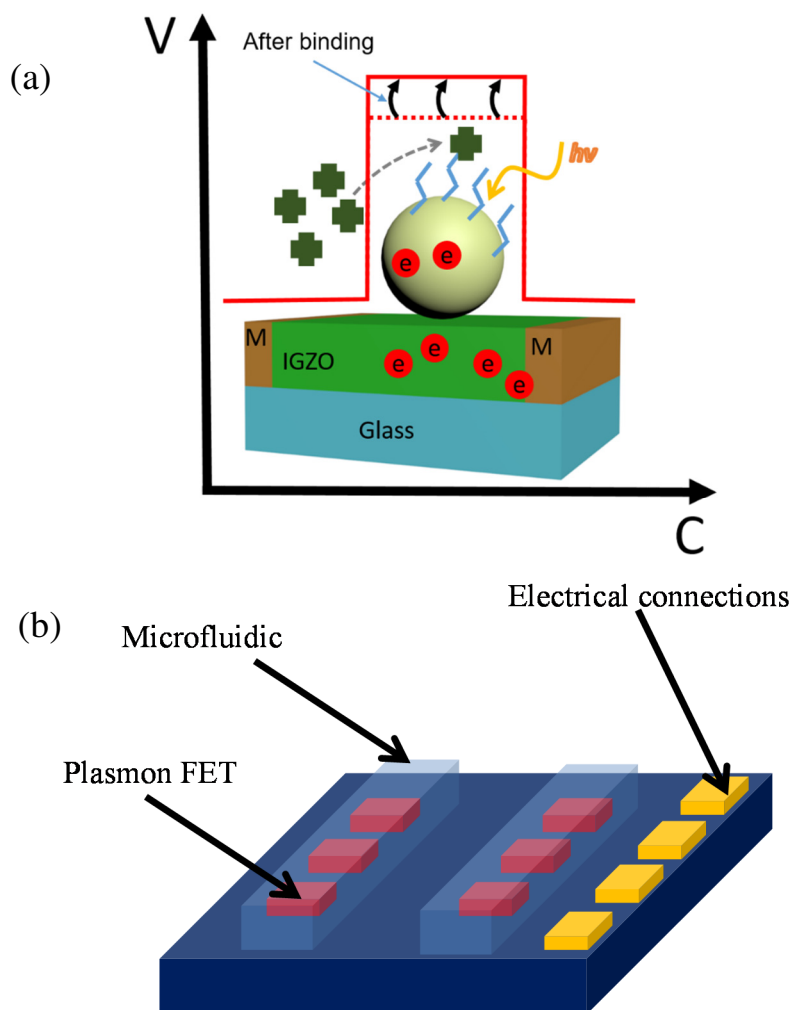 (a)
V
After binding
hv
e
e
M
IGZO
e
e
e
e
M
Glass
C
(b)
Electrical connections
Microfluidic
Plasmon FET